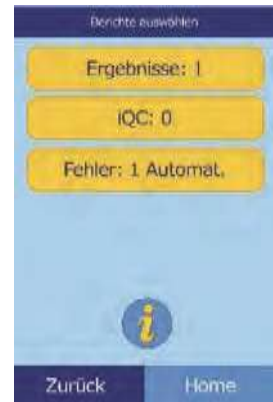 Berichte auswählen
Ergebnisse: 1
iQC: 0
Fehler: 1 Automat.
i
Zurück Home